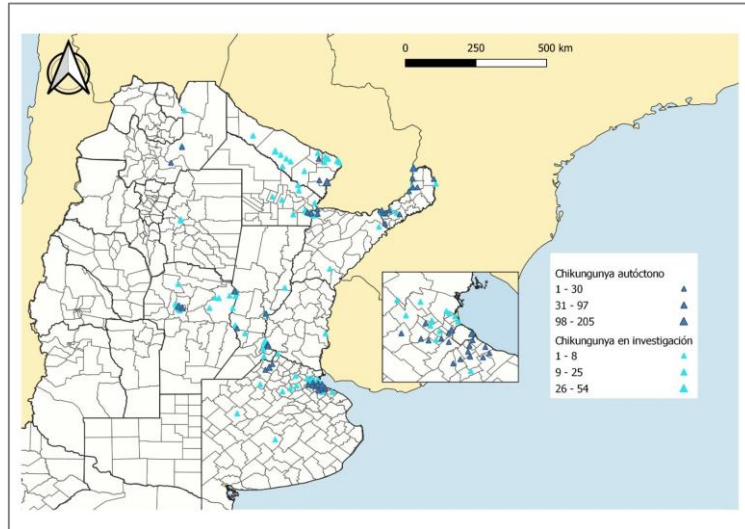 0 250 500 km
Chikungunya autóctono
1 - 30
31 - 97
98 - 205
Chikungunya en investigación
1 - 8
9 - 25
26 - 54